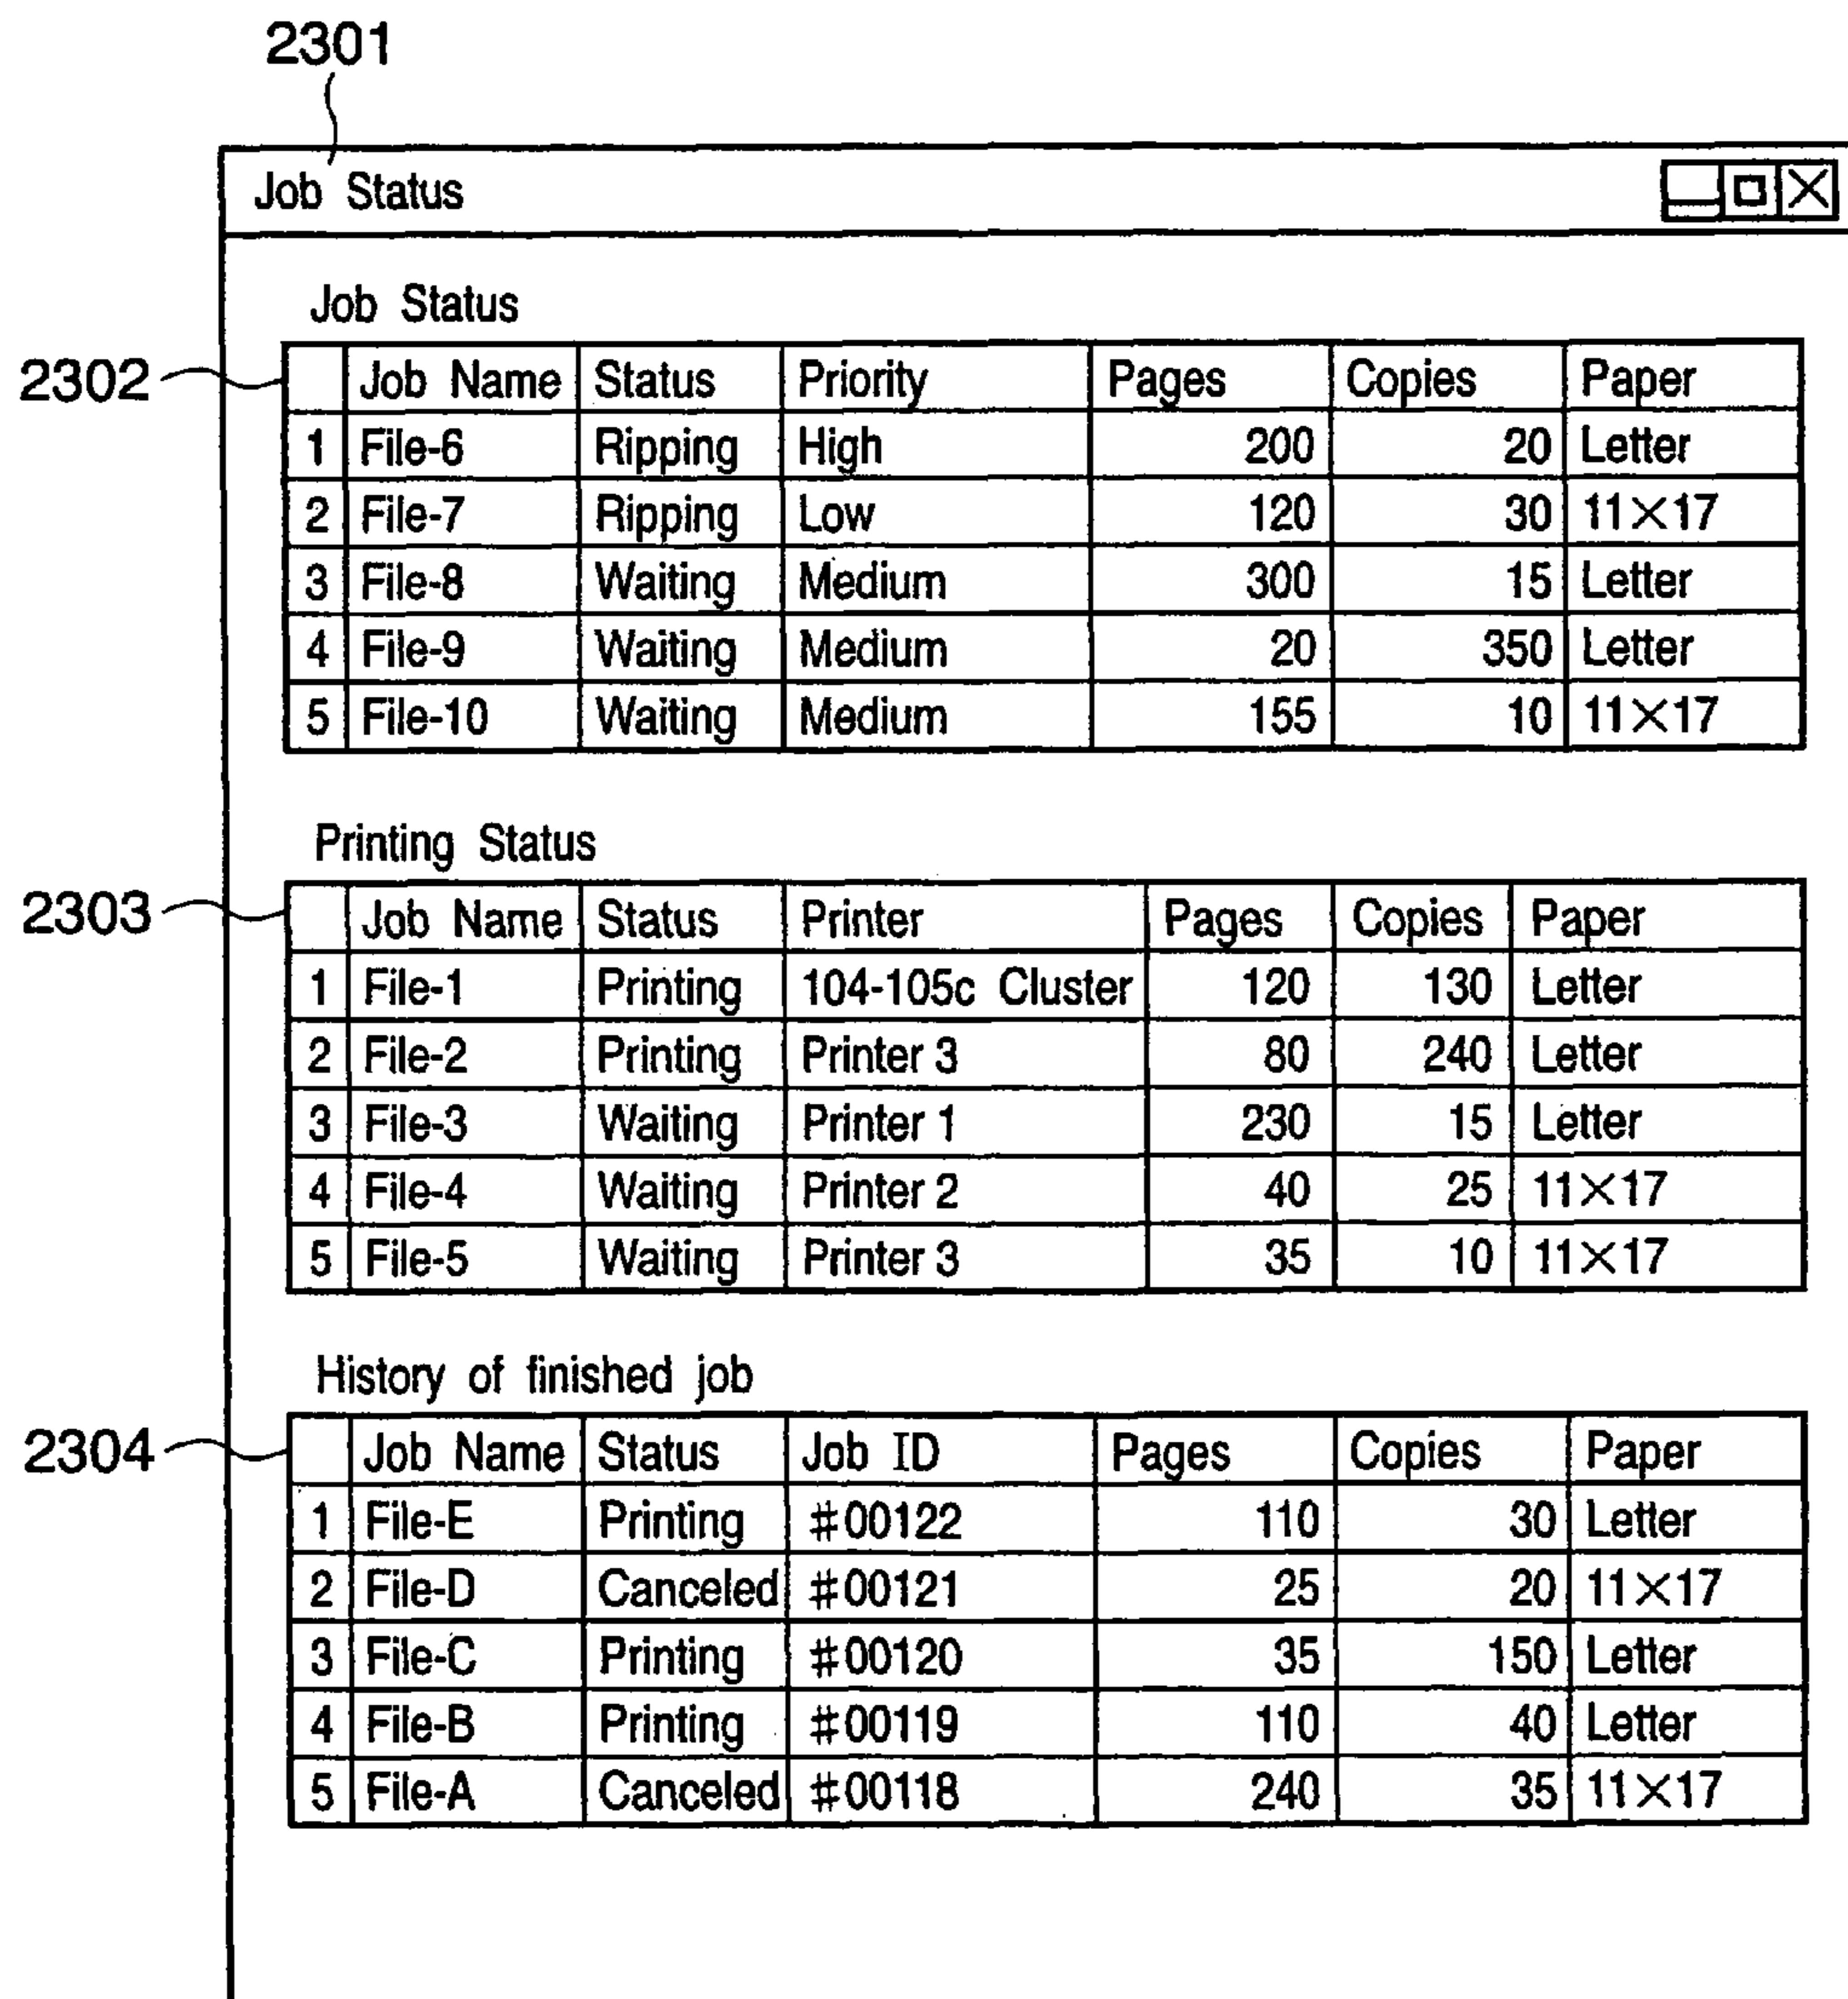 2301
Job Status
Job Status
2302
Job Name Status Priority Pages Copies Paper
1 File-6 Ripping High 200 20 Letter
2 File-7 Ripping Low 120 30 11×17
3 File-8 Waiting Medium 300 15 Letter
4 File-9 Waiting Medium 20 350 Letter
5 File-10 Waiting Medium 155 10 11×17
Printing Status
2303
Job Name Status Printer Pages Copies Paper
1 File-1 Printing 104-105c Cluster 120 130 Letter
2 File-2 Printing Printer 3 80 240 Letter
3 File-3 Waiting Printer 1 230 15 Letter
4 File-4 Waiting Printer 2 40 25 11×17
5 File-5 Waiting Printer 3 35 10 11×17
History of finished job
2304
Job Name Status Job ID Pages Copies Paper
1 File-E Printing #00122 110 30 Letter
2 File-D Canceled #00121 25 20 11×17
3 File-C Printing #00120 35 150 Letter
4 File-B Printing #00119 110 40 Letter
5 File-A Canceled #00118 240 35 11×17